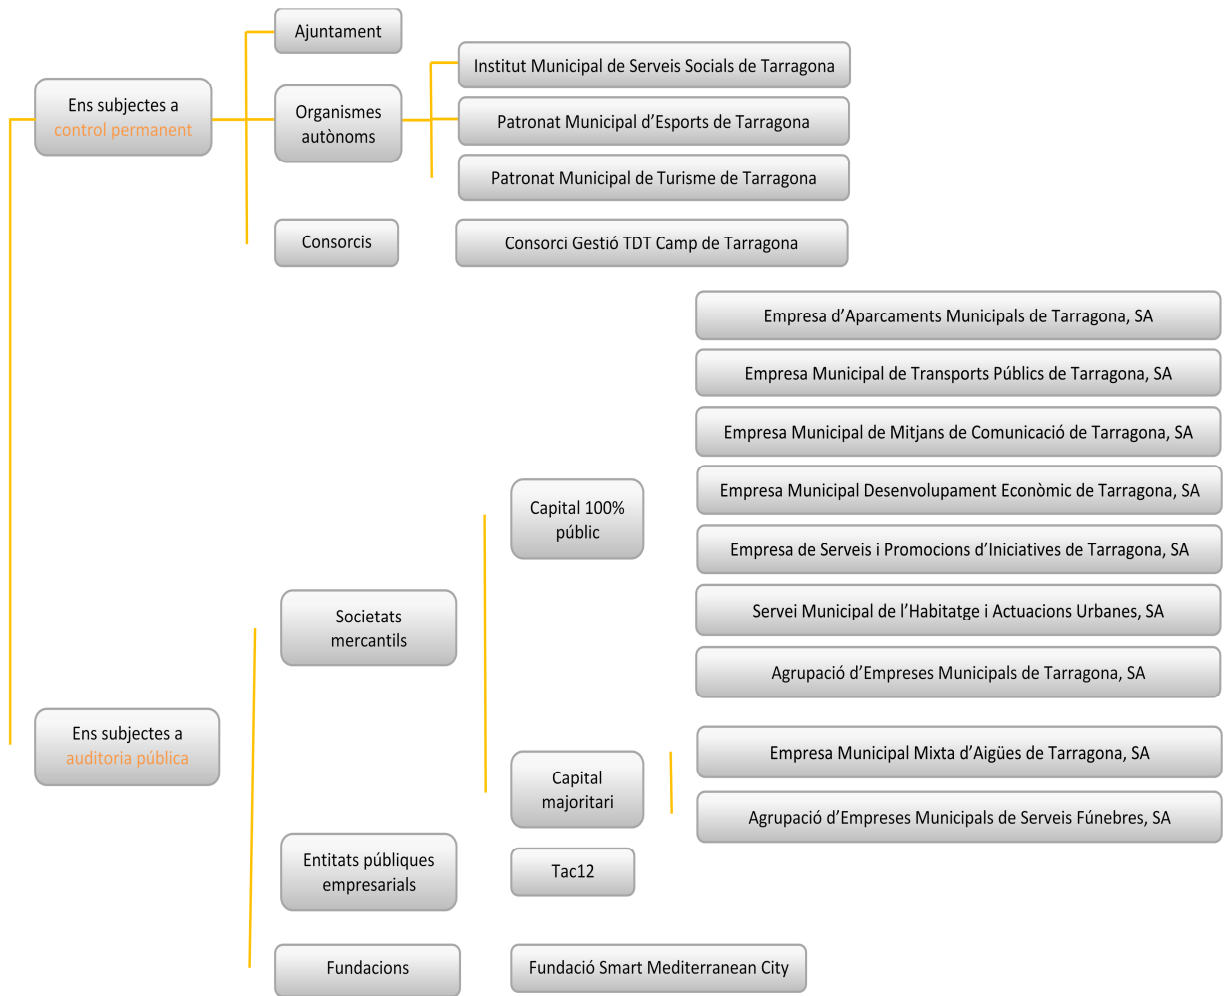 Ajuntament
Ens subjectes a
control permanent
Organismes
autònoms
Institut Municipal de Serveis Socials de Tarragona
Patronat Municipal d’Esports de Tarragona
Patronat Municipal de Turisme de Tarragona
Consorcis
Consorci Gestió TDT Camp de Tarragona
Ens subjectes a
auditoria pública
Societats
mercantils
Capital 100%
públic
Empresa d’Aparcaments Municipals de Tarragona, SA
Empresa Municipal de Transports Públics de Tarragona, SA
Empresa Municipal de Mitjans de Comunicació de Tarragona, SA
Empresa Municipal Desenvolupament Econòmic de Tarragona, SA
Empresa de Serveis i Promocions d’Iniciatives de Tarragona, SA
Servei Municipal de l’Habitatge i Actuacions Urbanes, SA
Agrupació d’Empreses Municipals de Tarragona, SA
Capital
majoritari
Empresa Municipal Mixta d’Aigües de Tarragona, SA
Agrupació d’Empreses Municipals de Serveis Fúnebres, SA
Entitats públiques
empresarials
Tac12
Fundacions
Fundació Smart Mediterranean City